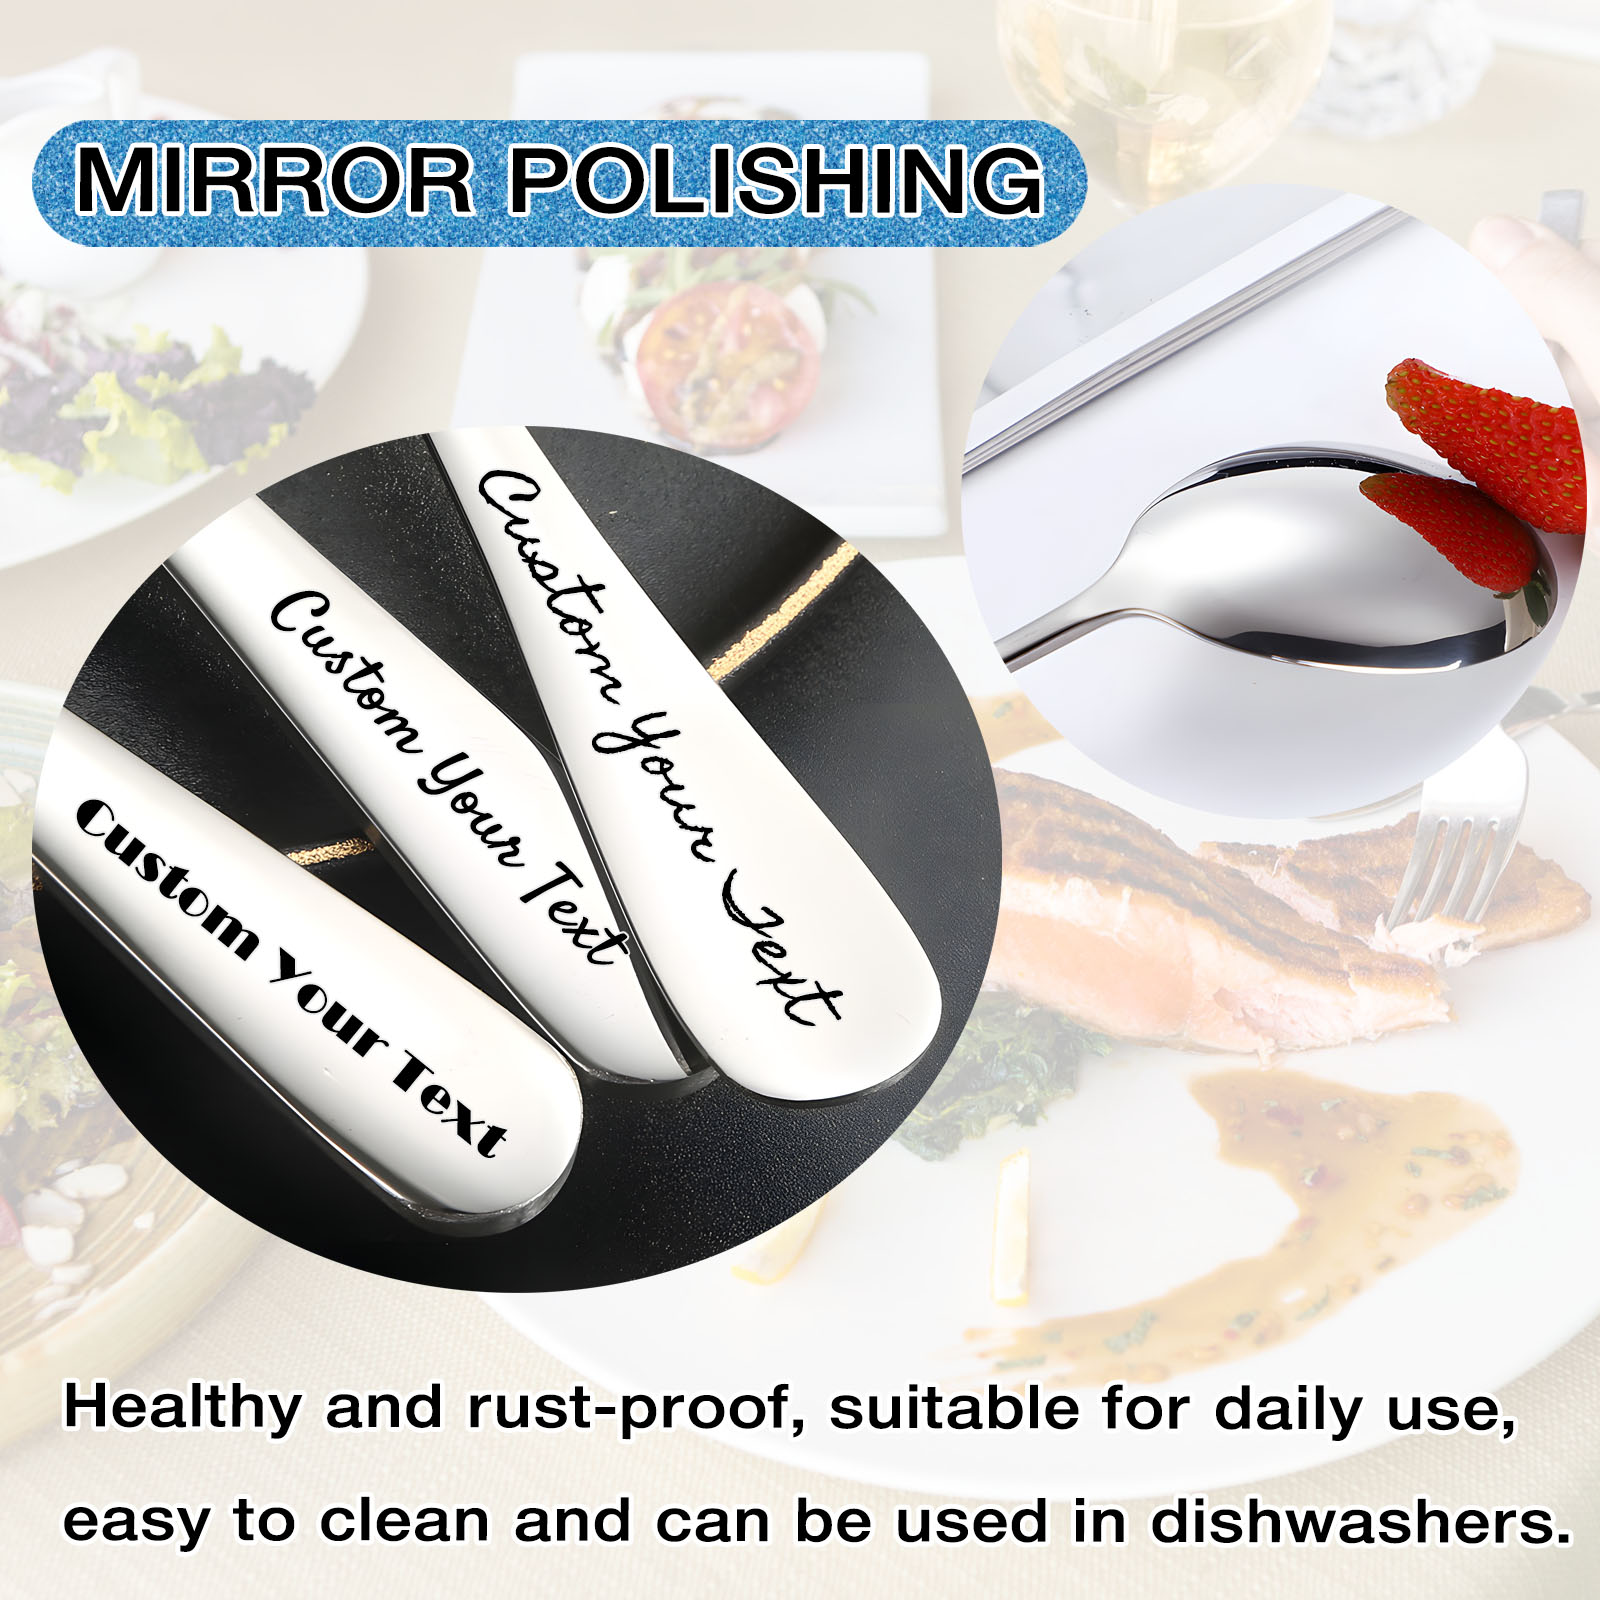 MIRROR POLISHING
Custom Your Text
Custom Your Text
Custom your Text
Healthy and rust-proof, suitable for daily use,
easy to clean and can be used in dishwashers.